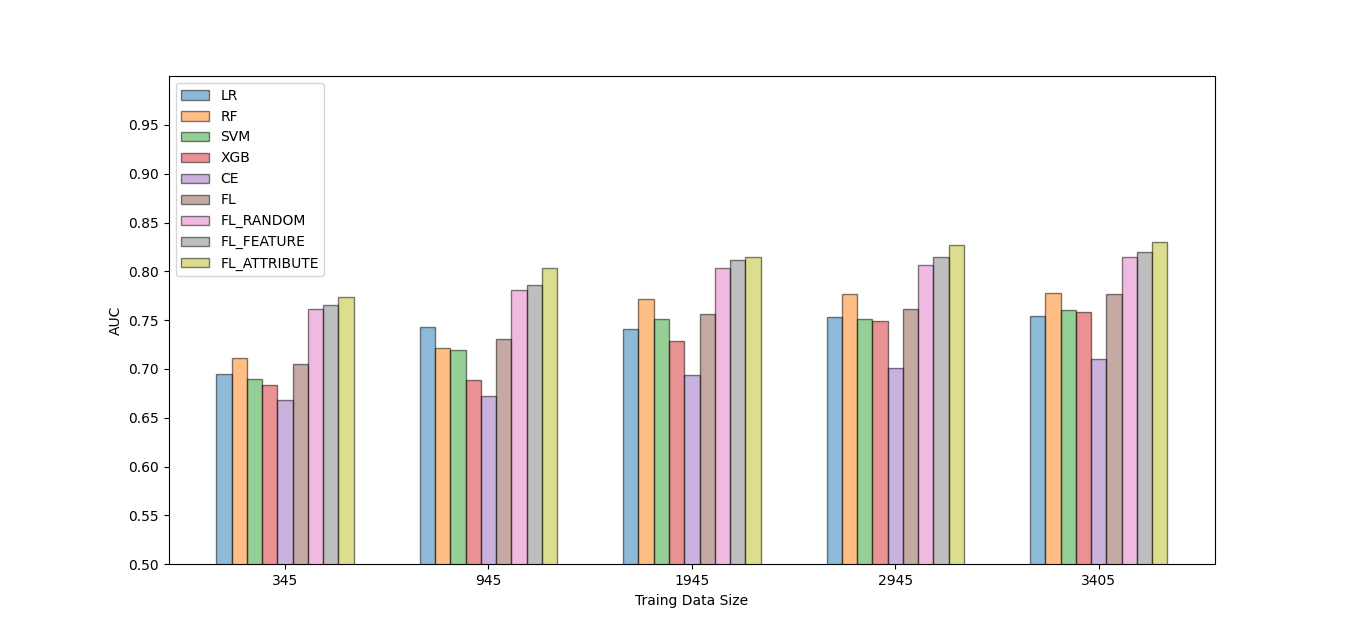 LR
RF
SVM
XGB
CE
FL
FL_RANDOM
FL_FEATURE
FL_ATTRIBUTE
0.95
0.90
0.85
0.80
0.75
0.70
0.65
0.60
0.55
0.50
AUC
345 945 1945 2945 3405
Traing Data Size